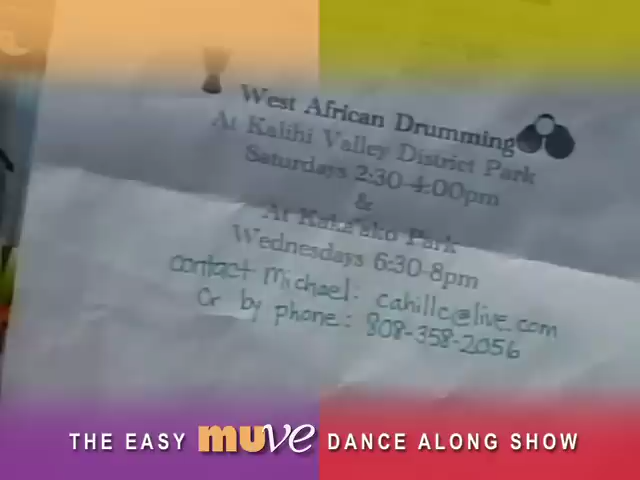 West African Drumming
At Kalihi Valley District Park
Saturdays 2:30-4:00pm
&
At Kaka'ako Park
Wednesdays 6:30-8pm
contact Michael: cahillc@live.com
Or by phone: 808-358-2056
THE EASY muve DANCE ALONG SHOW